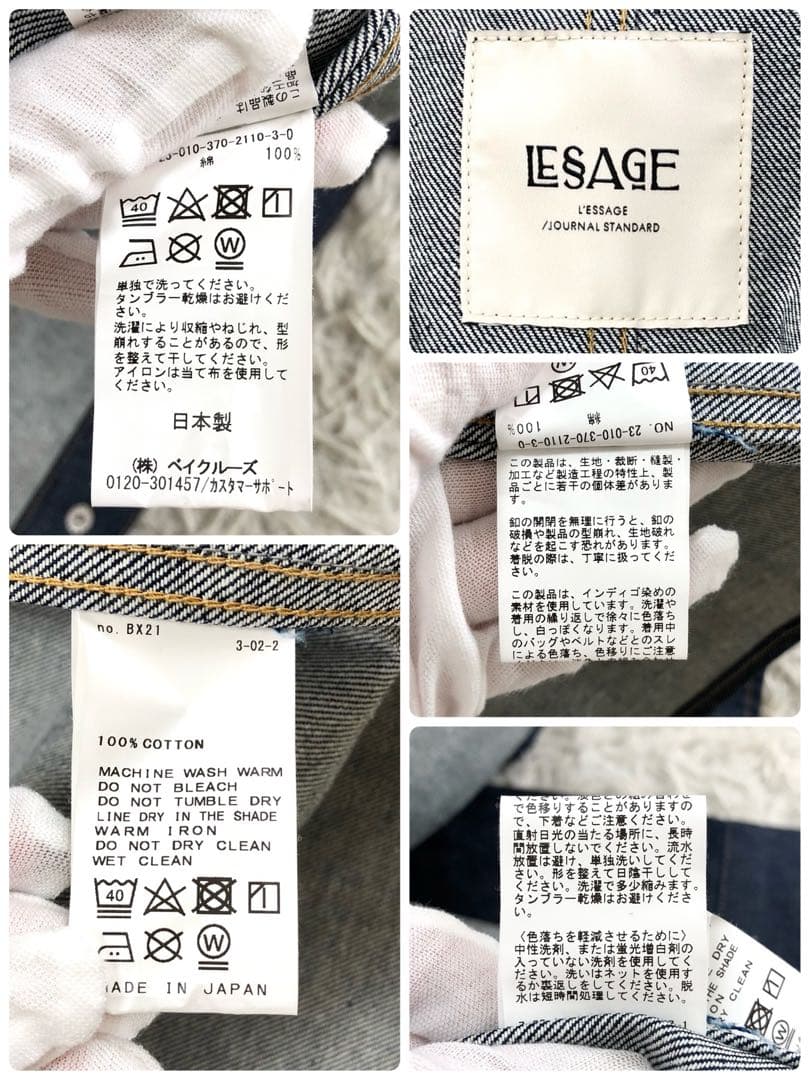 この製品は
23-010-370-2110-3-0
綿 100%
40
単独で洗ってください。
タンブラー乾燥はお避けくだ
さい。
洗濯により収縮やねじれ、型
崩れすることがあるので、形
を整えて干してください。
アイロンは当て布を使用して
ください。
日本製
(株) ベイクルーズ
0120-301457/カスタマーサポート
LESSAGE
L'ESSAGE
/JOURNAL STANDARD
40
綿 100%
NO. 23-010-370-2110-3-0
この製品は、生地・裁断・縫製・
加工など製造工程の特性上、製
品ごとに若干の個体差がありま
す。
釦の開閉を無理に行うと、釦の
破損や製品の型崩れ、生地破れ
などを起こす恐れがあります。
着脱の際は、丁寧に扱ってくだ
さい。
この製品は、インディゴ染めの
素材を使用しています。洗濯や
着用の繰り返しで徐々に色落ち
し、白っぽくなります。着用中
のバッグやベルトなどとのスレ
による色落ち、色移りにご注意
no. BX21
3-02-2
100% COTTON
MACHINE WASH WARM
DO NOT BLEACH
DO NOT TUMBLE DRY
LINE DRY IN THE SHADE
WARM IRON
DO NOT DRY CLEAN
WET CLEAN
40
W
MADE IN JAPAN
で色移りすることがありますの
で、下着などご注意ください。
直射日光の当たる場所に、長時
間放置しないでください。流水
放置は避け、単独洗いしてくだ
さい。形を整えて日陰干しし
てください。洗濯で多少縮みます。
タンブラー乾燥はお避けくださ
い。
〈色落ちを軽減させるために〉
中性洗剤、または蛍光増白剤の
入っていない洗剤を使用してく
ださい。洗いはネットを使用す
るか裏返しをしてください。脱
水は短時間処理してください。
DRY
THE SHADE
RON
Y CLEAN